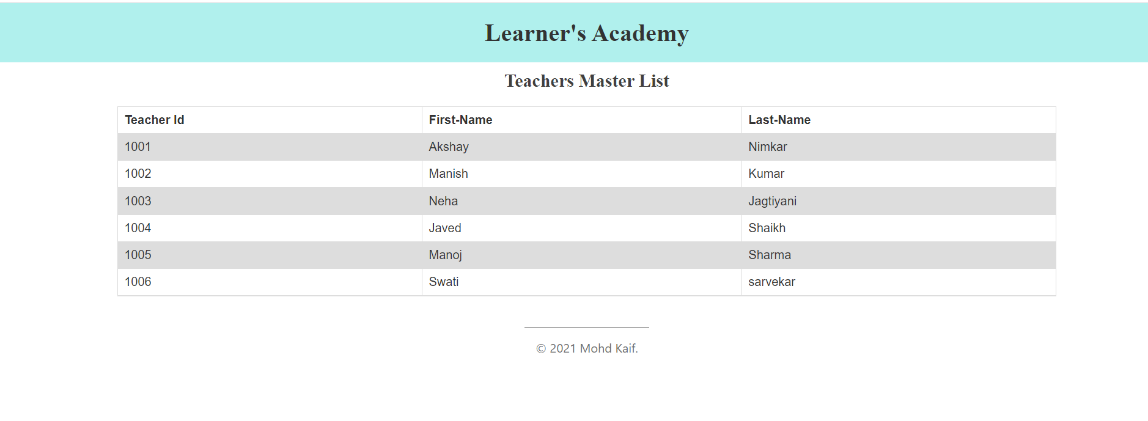 Learner's Academy
Teachers Master List
Teacher Id First-Name Last-Name
1001 Akshay Nimkar
1002 Manish Kumar
1003 Neha Jagtiyani
1004 Javed Shaikh
1005 Manoj Sharma
1006 Swati sarvekar
© 2021 Mohd Kaif.